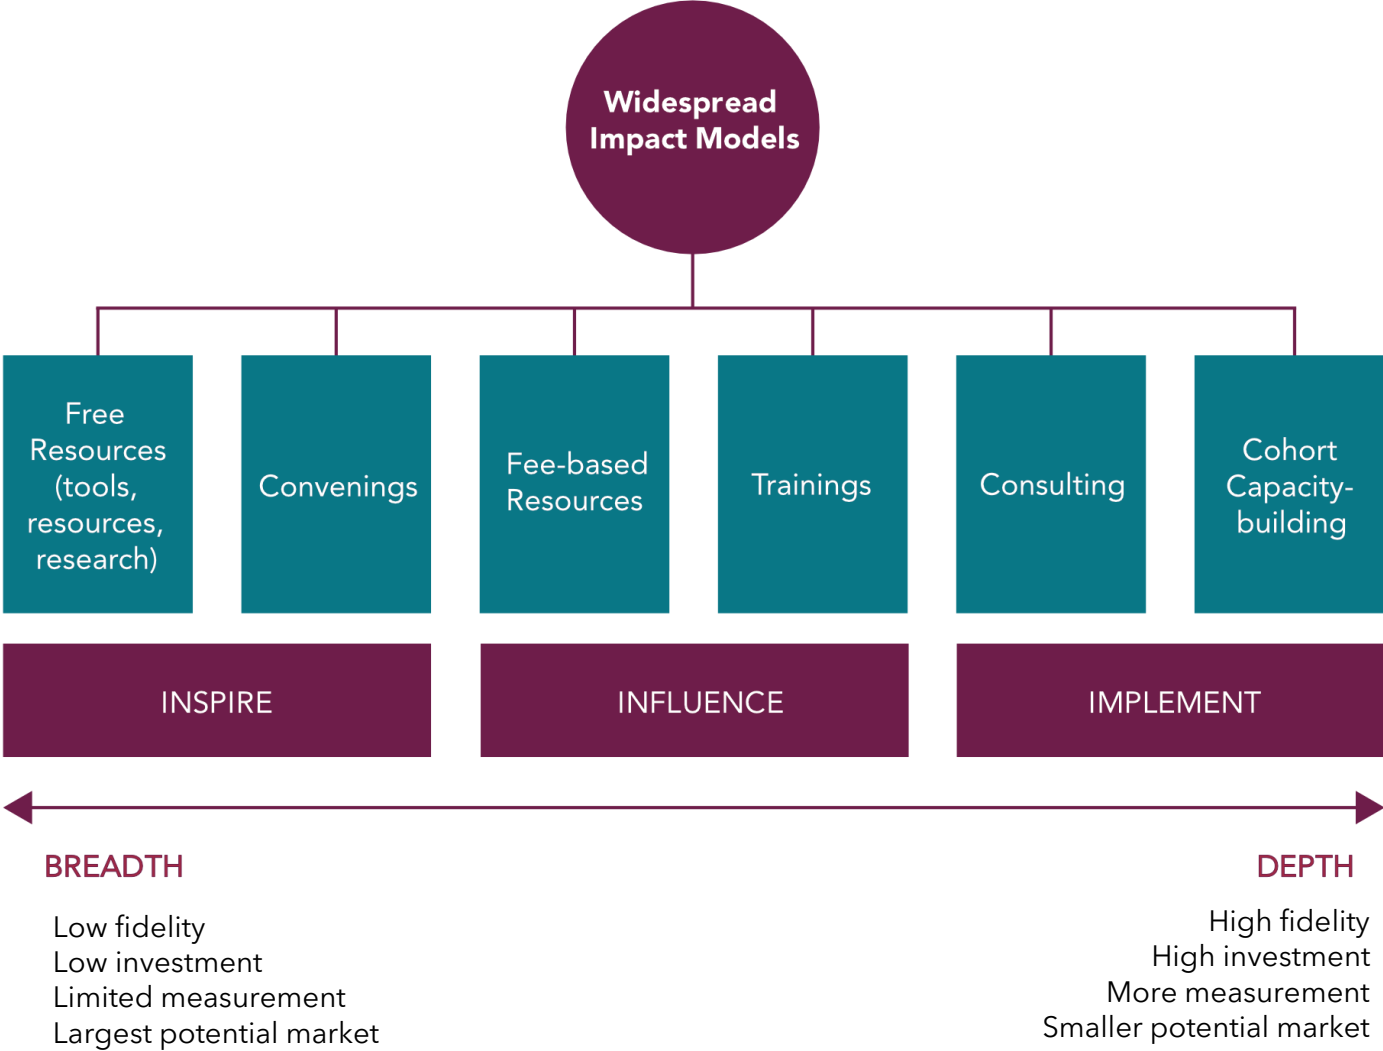 Widespread
Impact Models
Free
Resources
(tools,
resources,
research)
Convenings
Fee-based
Resources
Trainings
Consulting
Cohort
Capacity-
building
INSPIRE
INFLUENCE
IMPLEMENT
BREADTH
Low fidelity
Low investment
Limited measurement
Largest potential market
DEPTH
High fidelity
High investment
More measurement
Smaller potential market